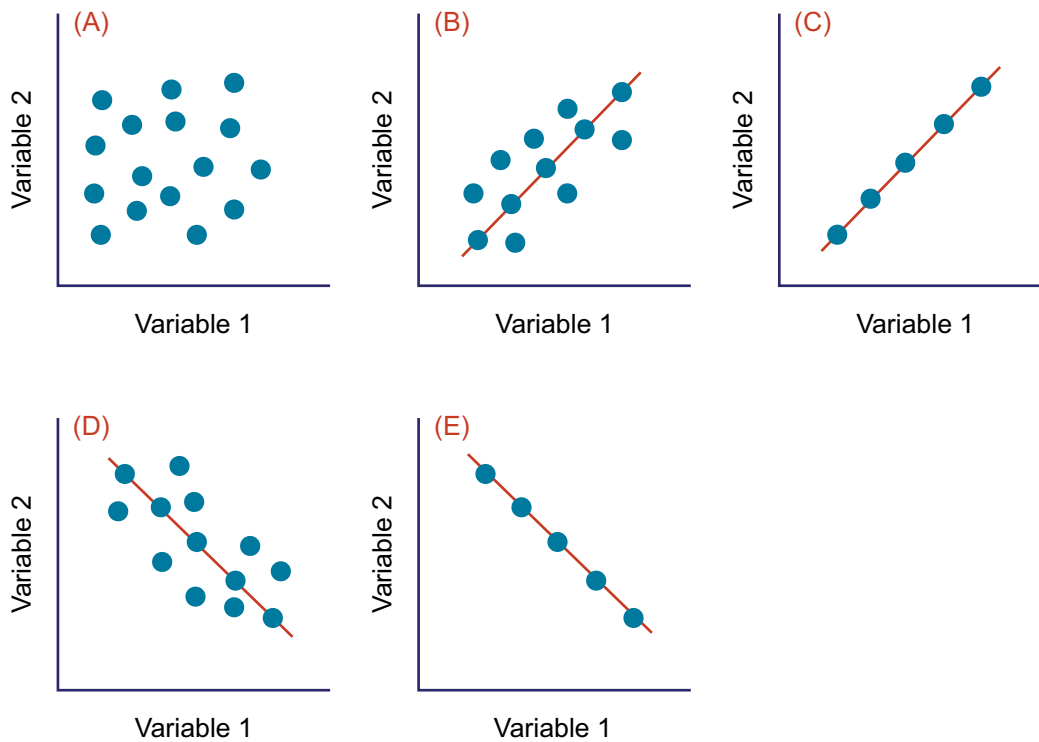 (A)
Variable 2
Variable 1
(B)
Variable 2
Variable 1
(C)
Variable 2
Variable 1
(D)
Variable 2
Variable 1
(E)
Variable 2
Variable 1